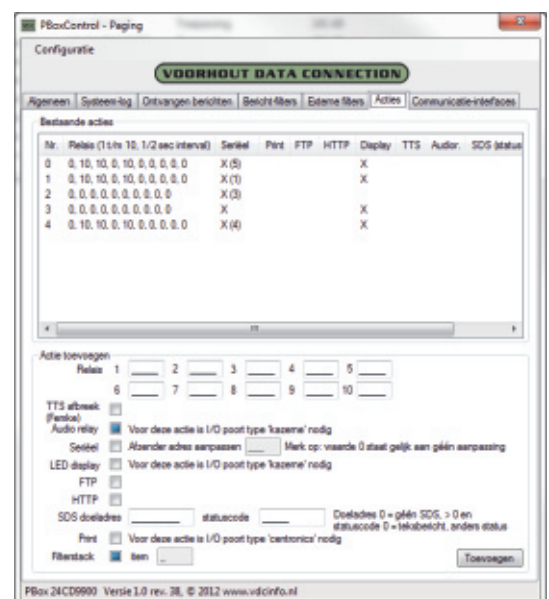 PBoxControl - Paging
Configuratie
VOORHOUT DATA CONNECTION
Algemeen Systeem-log Ontvangen berichten Bericht-filters Externe filters Acties Communicatie-interfaces
Bestaande acties
Nr. Relais (1 t/m 10, 1/2 sec interval) Seriëel Print FTP HTTP Display TTS Audior. SDS (status
0 0, 10, 10, 0, 10, 0, 0, 0, 0, 0 X (5) X
1 0, 10, 10, 0, 10, 0, 0, 0, 0, 0 X (1) X
2 0, 0, 0, 0, 0, 0, 0, 0, 0, 0 X (3)
3 0, 0, 0, 0, 0, 0, 0, 0, 0, 0 X X
4 0, 10, 10, 0, 10, 0, 0, 0, 0, 0 X (4) X
Actie toevoegen
Relais 1 2 3 4 5
6 7 8 9 10
TTS afbreek
Audio relay Voor deze actie is I/O poort type 'kazerne' nodig
Seriëel Afzender adres aanpassen Merk op: waarde 0 staat gelijk aan géén aanpassing
LED display Voor deze actie is I/O poort type 'kazerne' nodig
FTP
HTTP
SDS doeladres statuscode Doeladres 0 = géén SDS, > 0 en
statuscode 0 = tekstbericht, anders status
Print Voor deze actie is I/O poort type 'centronics' nodig
Filterstack item Toevoegen
PBox 24CD9900 Versie 1.0 rev. 38, © 2012 www.vdcinfo.nl